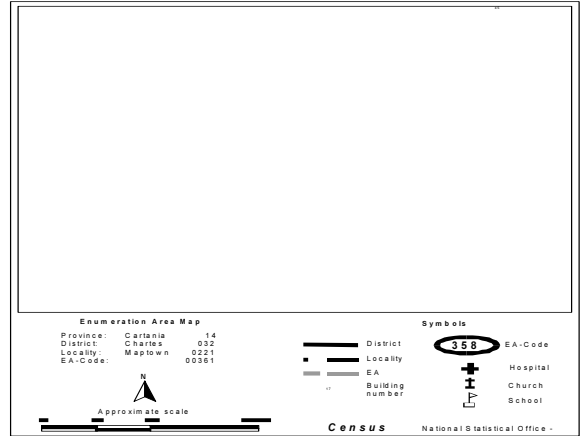 Enumeration Area Map
Province: Cartania 14
District: Chartes 032
Locality: Maptown 0221
EA-Code: 00361
N
Approximate scale
District
Locality
EA
Building number
Symbols
358 EA-Code
Hospital
Church
School
Census
National Statistical Office -